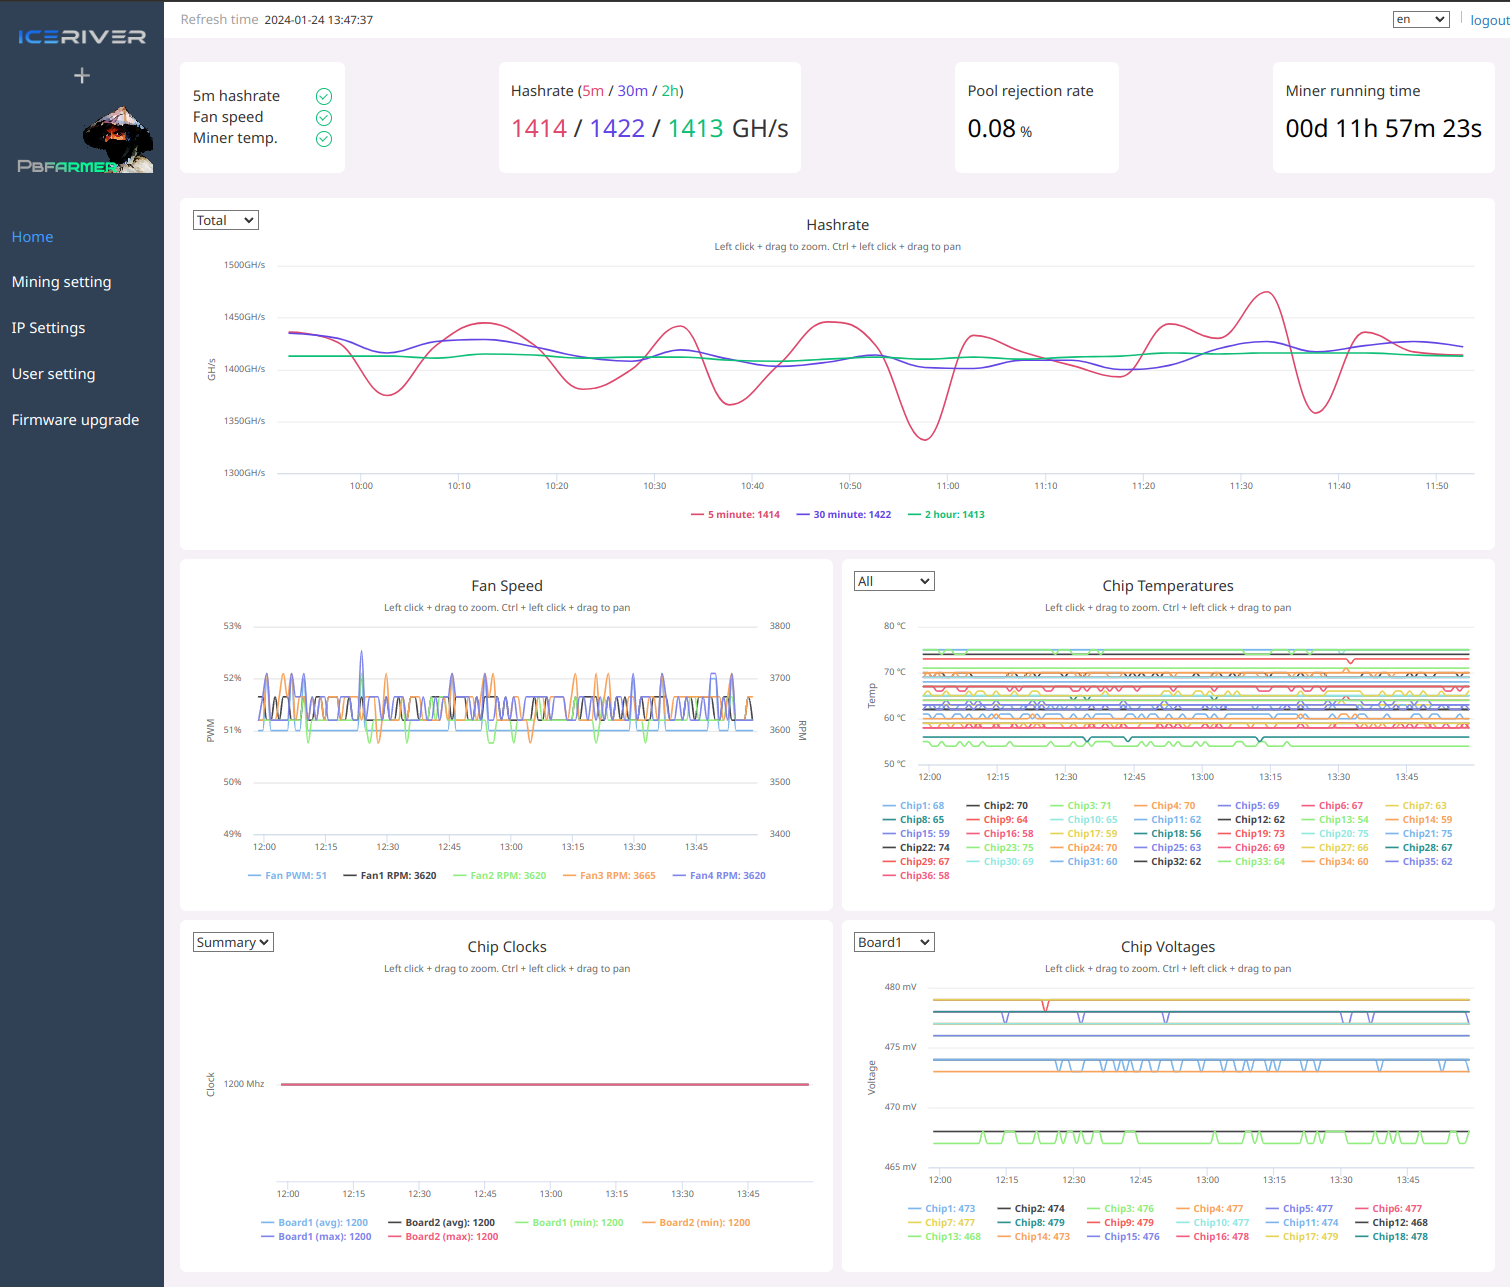 Refresh time 2024-01-24 13:47:37
en
logout
ICERIVER
+
PBFARMER
Home
Mining setting
IP Settings
User setting
Firmware upgrade
5m hashrate
Fan speed
Miner temp.
Hashrate (5m / 30m / 2h)
1414 / 1422 / 1413 GH/s
Pool rejection rate
0.08 %
Miner running time
00d 11h 57m 23s
Total
Hashrate
Left click + drag to zoom. Ctrl + left click + drag to pan
1500GH/s
1450GH/s
1400GH/s
1350GH/s
1300GH/s
GH/s
10:00 10:10 10:20 10:30 10:40 10:50 11:00 11:10 11:20 11:30 11:40 11:50
5 minute: 1414 30 minute: 1422 2 hour: 1413
Fan Speed
Left click + drag to zoom. Ctrl + left click + drag to pan
53%
52%
51%
50%
49%
PWM
3800
3700
3600
3500
3400
RPM
12:00 12:15 12:30 12:45 13:00 13:15 13:30 13:45
Fan PWM: 51 Fan1 RPM: 3620 Fan2 RPM: 3620 Fan3 RPM: 3665 Fan4 RPM: 3620
All
Chip Temperatures
Left click + drag to zoom. Ctrl + left click + drag to pan
80 °C
70 °C
60 °C
50 °C
Temp
12:00 12:15 12:30 12:45 13:00 13:15 13:30 13:45
Chip1: 68 Chip2: 70 Chip3: 71 Chip4: 70 Chip5: 69 Chip6: 67 Chip7: 63
Chip8: 65 Chip9: 64 Chip10: 65 Chip11: 62 Chip12: 62 Chip13: 54 Chip14: 59
Chip15: 59 Chip16: 58 Chip17: 59 Chip18: 56 Chip19: 73 Chip20: 75 Chip21: 75
Chip22: 74 Chip23: 75 Chip24: 70 Chip25: 63 Chip26: 69 Chip27: 66 Chip28: 67
Chip29: 67 Chip30: 69 Chip31: 60 Chip32: 62 Chip33: 64 Chip34: 60 Chip35: 62
Chip36: 58
Summary
Chip Clocks
Left click + drag to zoom. Ctrl + left click + drag to pan
1200 Mhz
Clock
12:00 12:15 12:30 12:45 13:00 13:15 13:30 13:45
Board1 (avg): 1200 Board2 (avg): 1200 Board1 (min): 1200 Board2 (min): 1200
Board1 (max): 1200 Board2 (max): 1200
Board1
Chip Voltages
Left click + drag to zoom. Ctrl + left click + drag to pan
480 mV
475 mV
470 mV
465 mV
Voltage
12:00 12:15 12:30 12:45 13:00 13:15 13:30 13:45
Chip1: 473 Chip2: 474 Chip3: 476 Chip4: 477 Chip5: 477 Chip6: 477
Chip7: 477 Chip8: 479 Chip9: 479 Chip10: 477 Chip11: 474 Chip12: 468
Chip13: 468 Chip14: 473 Chip15: 476 Chip16: 478 Chip17: 479 Chip18: 478